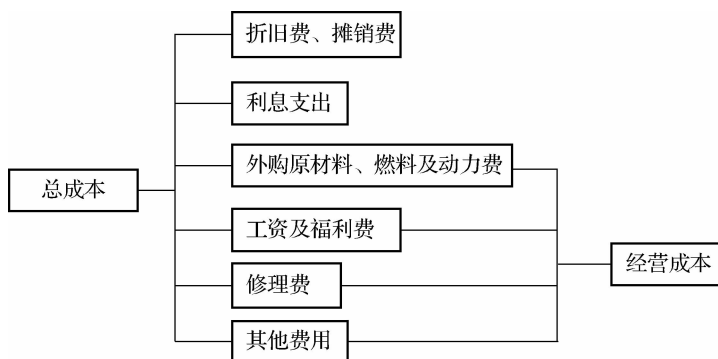 折旧费、摊销费
利息支出
外购原材料、燃料及动力费
总成本
工资及福利费
经营成本
修理费
其他费用